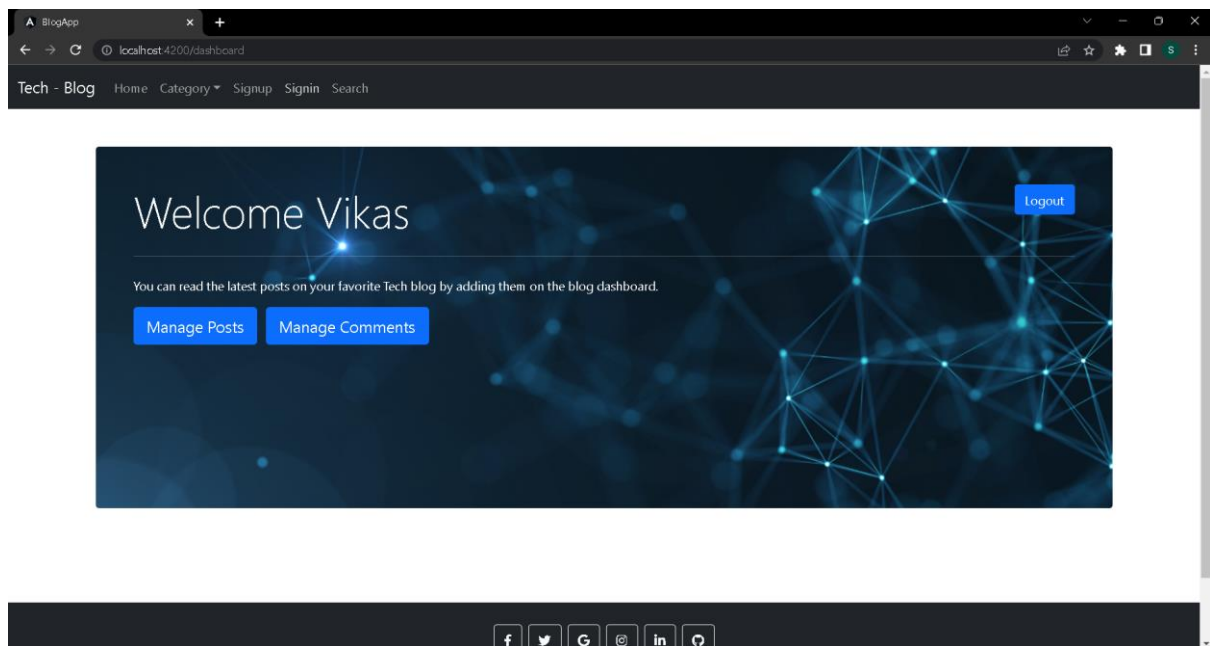 BlogApp
localhost:4200/dashboard
S
Tech - Blog Home Category Signup Signin Search
Welcome Vikas
Logout
You can read the latest posts on your favorite Tech blog by adding them on the blog dashboard.
Manage Posts Manage Comments